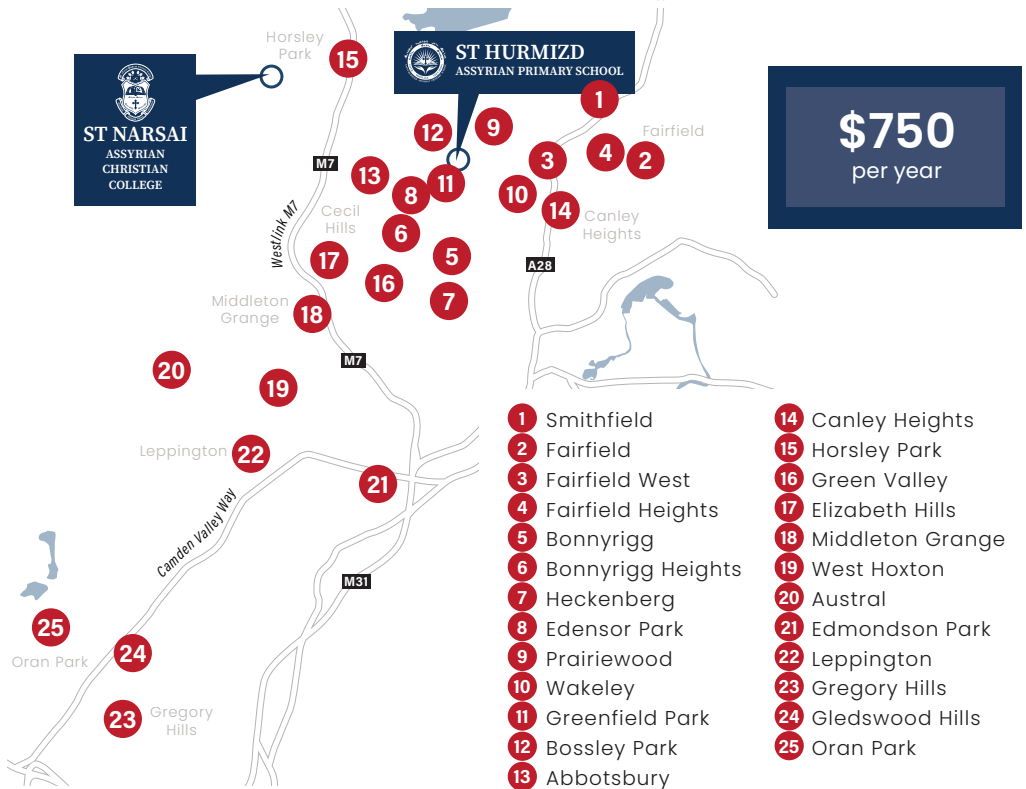 Horsley
Park
15
ST NARSAI
ASSYRIAN
CHRISTIAN
COLLEGE
ST HURMIZD
ASSYRIAN PRIMARY SCHOOL
$750
per year
1
12
9
Fairfield
3
4
2
M7
13
8
11
10
14
Cecil
Hills
Canley
Heights
Westlink M7
6
17
5
A28
16
7
Middleton
Grange
18
M7
20
19
Leppington
22
21
Camden Valley Way
M31
25
Oran Park
24
23
Gregory
Hills
1 Smithfield
2 Fairfield
3 Fairfield West
4 Fairfield Heights
5 Bonnyrigg
6 Bonnyrigg Heights
7 Heckenberg
8 Edensor Park
9 Prairiewood
10 Wakeley
11 Greenfield Park
12 Bossley Park
13 Abbotsbury
14 Canley Heights
15 Horsley Park
16 Green Valley
17 Elizabeth Hills
18 Middleton Grange
19 West Hoxton
20 Austral
21 Edmondson Park
22 Leppington
23 Gregory Hills
24 Gledswood Hills
25 Oran Park